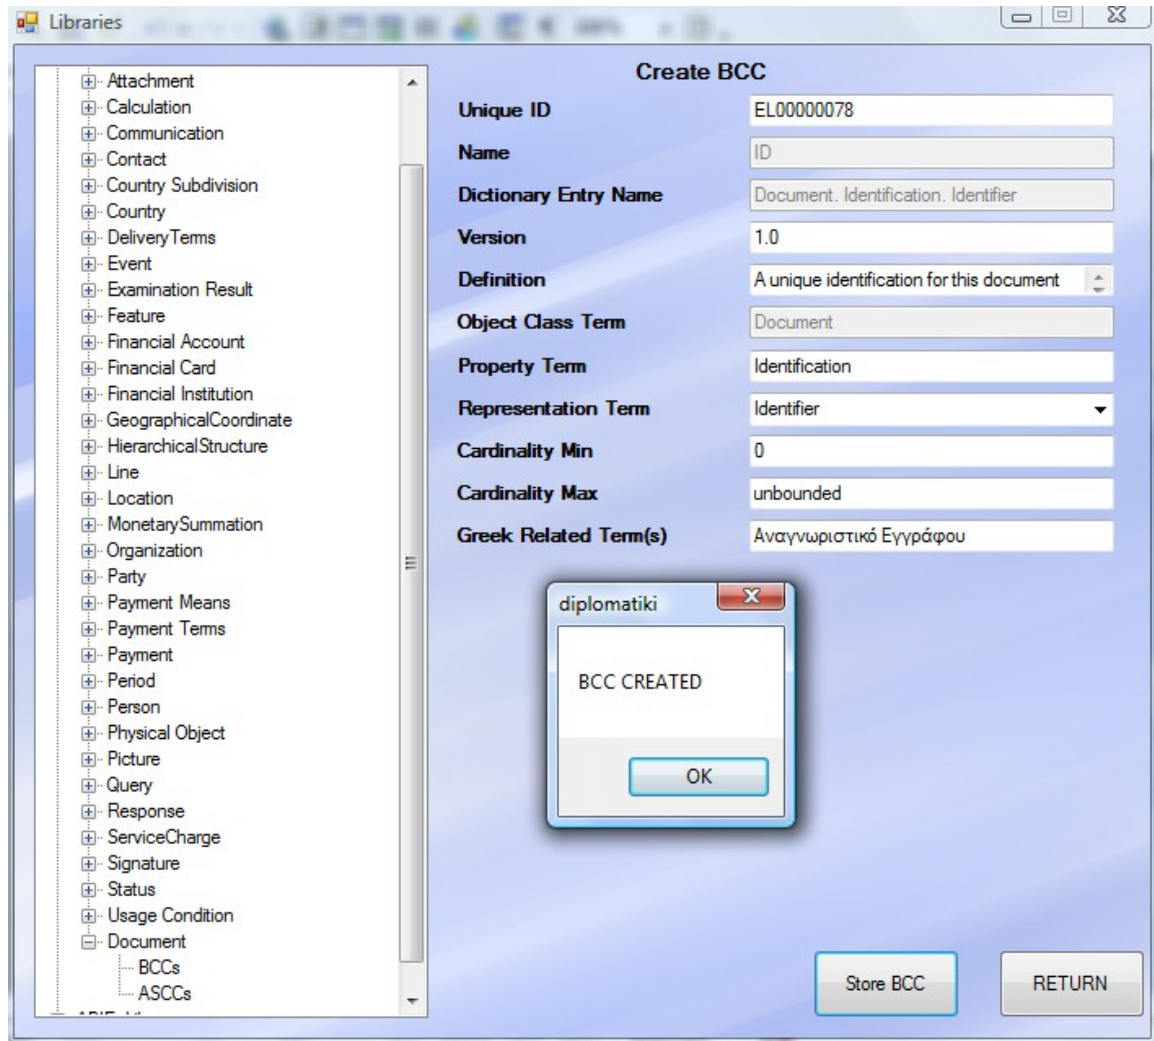 Libraries
Attachment
Calculation
Communication
Contact
Country Subdivision
Country
DeliveryTerms
Event
Examination Result
Feature
Financial Account
Financial Card
Financial Institution
GeographicalCoordinate
HierarchicalStructure
Line
Location
MonetarySummation
Organization
Party
Payment Means
Payment Terms
Payment
Period
Person
Physical Object
Picture
Query
Response
ServiceCharge
Signature
Status
Usage Condition
Document
BCCs
ASCCs
Create BCC
Unique ID EL00000078
Name ID
Dictionary Entry Name Document. Identification. Identifier
Version 1.0
Definition A unique identification for this document
Object Class Term Document
Property Term Identification
Representation Term Identifier
Cardinality Min 0
Cardinality Max unbounded
Greek Related Term(s) Αναγνωριστικό Εγγράφου
diplomatiki
BCC CREATED
OK
Store BCC RETURN